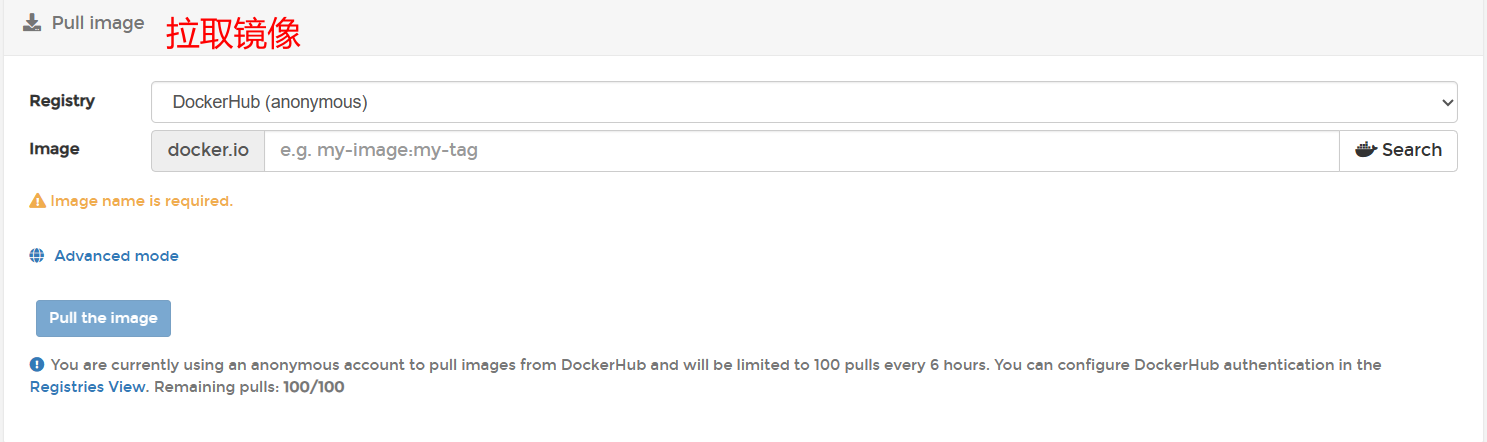 Pull image 拉取镜像
Registry DockerHub (anonymous)
Image docker.io e.g. my-image:my-tag Search
Image name is required.
Advanced mode
Pull the image
You are currently using an anonymous account to pull images from DockerHub and will be limited to 100 pulls every 6 hours. You can configure DockerHub authentication in the
Registries View. Remaining pulls: 100/100